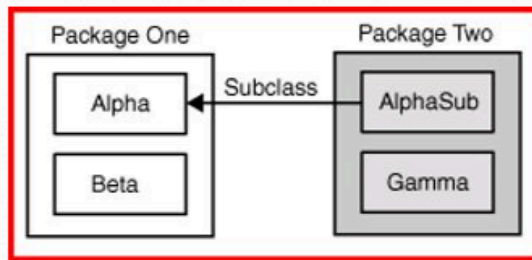 Package One
Package Two
Alpha
Subclass
AlphaSub
Beta
Gamma